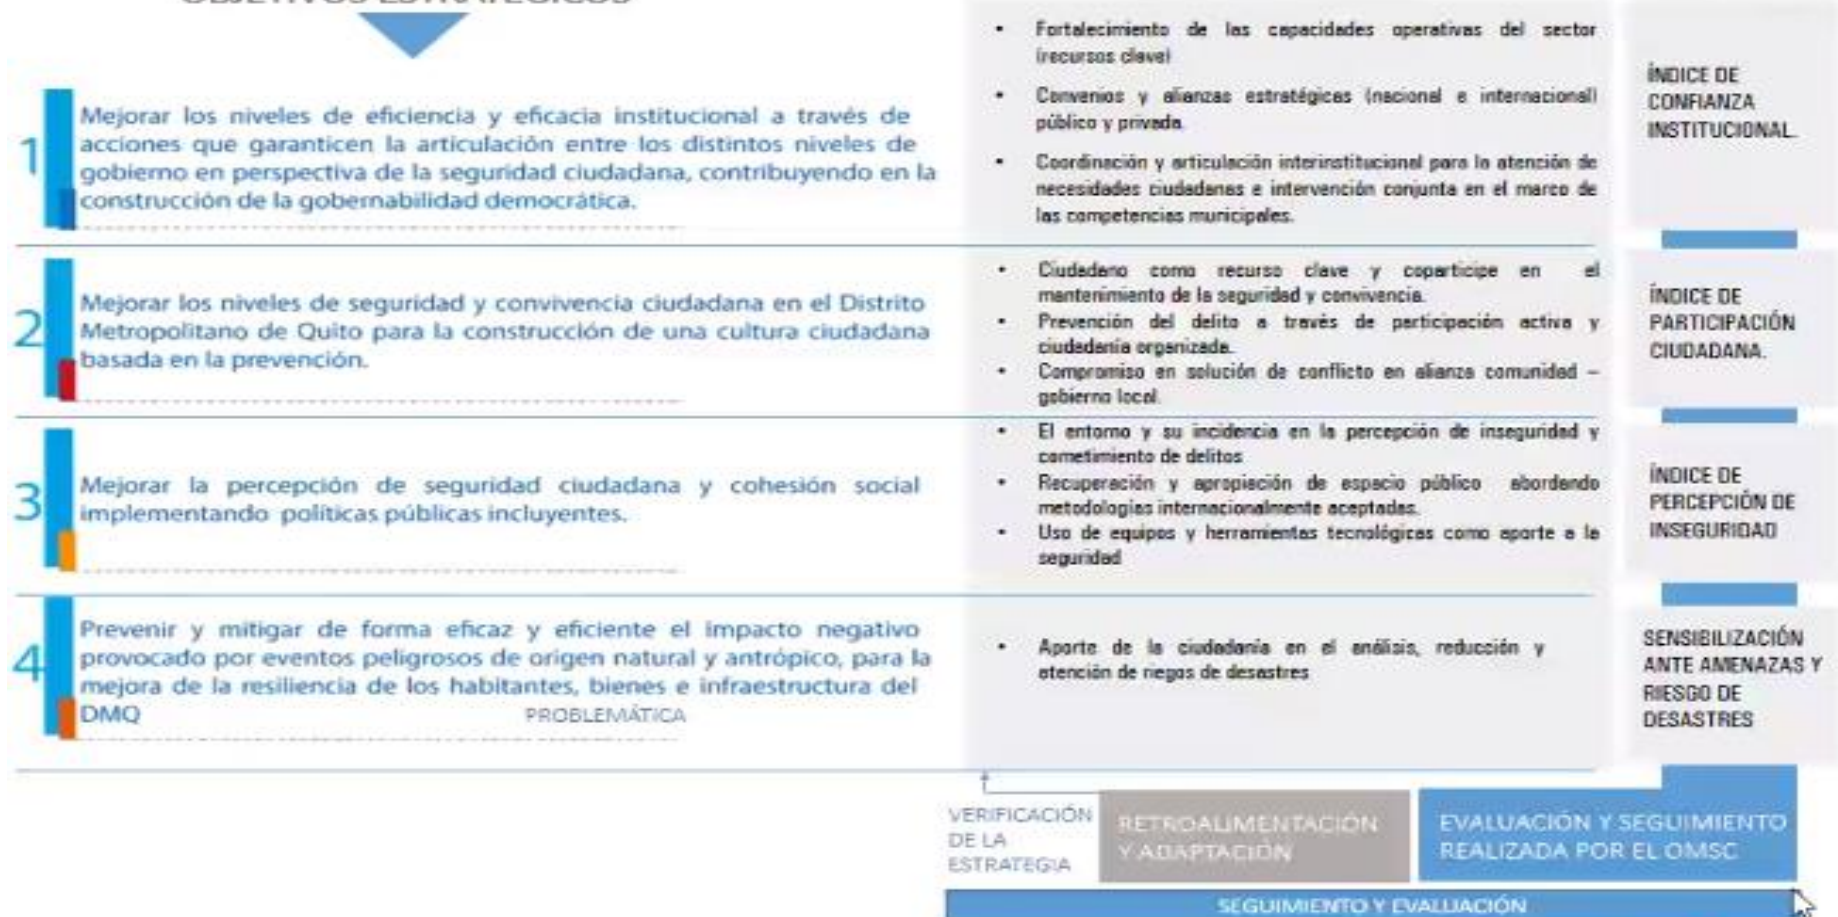 OBJETIVOS ESTRATÉGICOS
1
Mejorar los niveles de eficiencia y eficacia institucional a través de
acciones que garanticen la articulación entre los distintos niveles de
gobierno en perspectiva de la seguridad ciudadana, contribuyendo en la
construcción de la gobernabilidad democrática.
• Fortalecimiento de las capacidades operativas del sector
(recursos clave)
• Convenios y alianzas estratégicas (nacional e internacional)
público y privada.
• Coordinación y articulación interinstitucional para la atención de
necesidades ciudadanas e intervención conjunta en el marco de
las competencias municipales.
ÍNDICE DE
CONFIANZA
INSTITUCIONAL.
2
Mejorar los niveles de seguridad y convivencia ciudadana en el Distrito
Metropolitano de Quito para la construcción de una cultura ciudadana
basada en la prevención.
• Ciudadano como recurso clave y coparticipe en el
mantenimiento de la seguridad y convivencia.
• Prevención del delito a través de participación activa y
ciudadanía organizada.
• Compromiso en solución de conflicto en alianza comunidad –
gobierno local.
ÍNDICE DE
PARTICIPACIÓN
CIUDADANA.
3
Mejorar la percepción de seguridad ciudadana y cohesión social
implementando políticas públicas incluyentes.
• El entorno y su incidencia en la percepción de inseguridad y
cometimiento de delitos
• Recuperación y apropiación de espacio público abordando
metodologías internacionalmente aceptadas.
• Uso de equipos y herramientas tecnológicas como aporte a la
seguridad
ÍNDICE DE
PERCEPCIÓN DE
INSEGURIDAD
4
Prevenir y mitigar de forma eficaz y eficiente el impacto negativo
provocado por eventos peligrosos de origen natural y antrópico, para la
mejora de la resiliencia de los habitantes, bienes e infraestructura del
DMQ
PROBLEMÁTICA
• Aporte de la ciudadanía en el análisis, reducción y
atención de riegos de desastres
SENSIBILIZACIÓN
ANTE AMENAZAS Y
RIESGO DE
DESASTRES
VERIFICACIÓN
DE LA
ESTRATEGIA
RETROALIMENTACIÓN
Y ADAPTACIÓN
EVALUACIÓN Y SEGUIMIENTO
REALIZADA POR EL OMSC
SEGUIMIENTO Y EVALUACIÓN